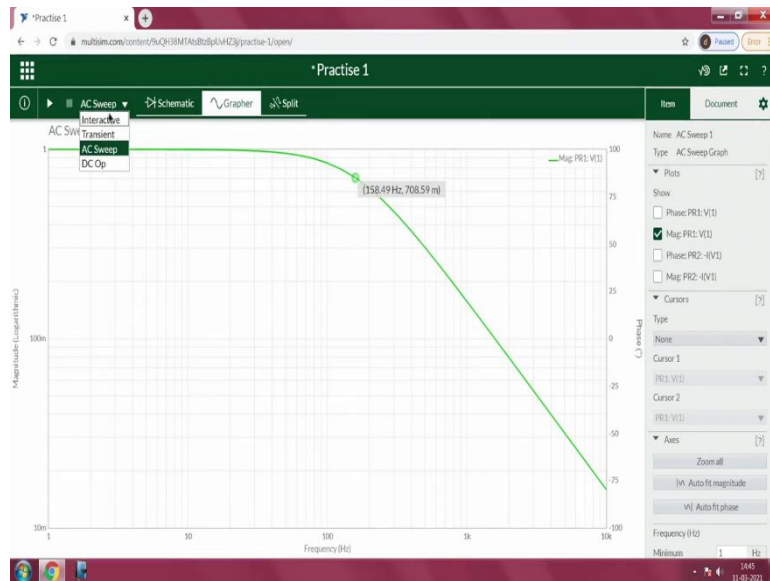 *Practise 1
multisim.com/content/9uQH38MTAtsBtzBpUvHZ3j/practise-1/open/
Paused
Error
*Practise 1
AC Sweep
Schematic
Grapher
Split
Item
Document
Interactive
Transient
AC Sweep
DC Op
AC Swe
Mag: PR1: V(1)
(158.49 Hz, 708.59 m)
1
100m
10m
Magnitude (Logarithmic)
1
10
100
1k
10k
Frequency (Hz)
100
75
50
25
0
-25
-50
-75
-100
Phase (°)
Name AC Sweep 1
Type AC Sweep Graph
Plots [?]
Show
Phase: PR1: V(1)
Mag: PR1: V(1)
Phase: PR2: -I(V1)
Mag: PR2: -I(V1)
Cursors [?]
Type
None
Cursor 1
PR1: V(1)
Cursor 2
PR1: V(1)
Axes [?]
Zoom all
Auto fit magnitude
Auto fit phase
Frequency (Hz)
Minimum 1 Hz
14:45
11-03-2021